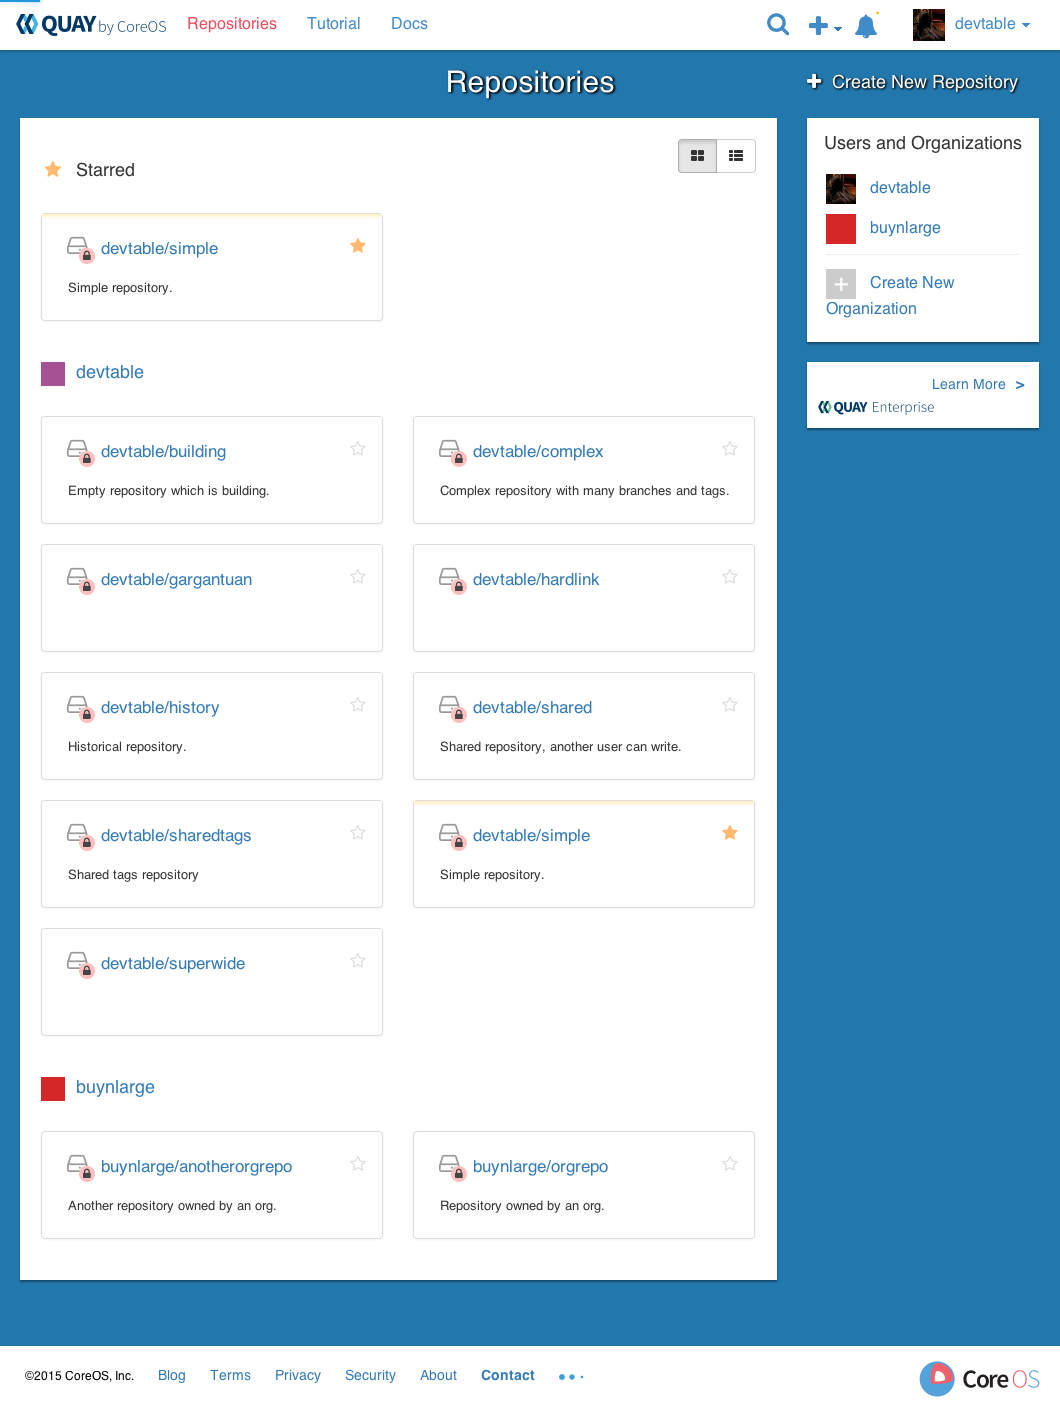 QUAY by CoreOS Repositories Tutorial Docs devtable
Repositories
Create New Repository
Starred
devtable/simple
Simple repository.
devtable
devtable/building
Empty repository which is building.
devtable/complex
Complex repository with many branches and tags.
devtable/gargantuan
devtable/hardlink
devtable/history
Historical repository.
devtable/shared
Shared repository, another user can write.
devtable/sharedtags
Shared tags repository
devtable/simple
Simple repository.
devtable/superwide
buynlarge
buynlarge/anotherorgrepo
Another repository owned by an org.
buynlarge/orgrepo
Repository owned by an org.
Users and Organizations
devtable
buynlarge
Create New
Organization
Learn More >
QUAY Enterprise
©2015 CoreOS, Inc. Blog Terms Privacy Security About Contact
Core OS